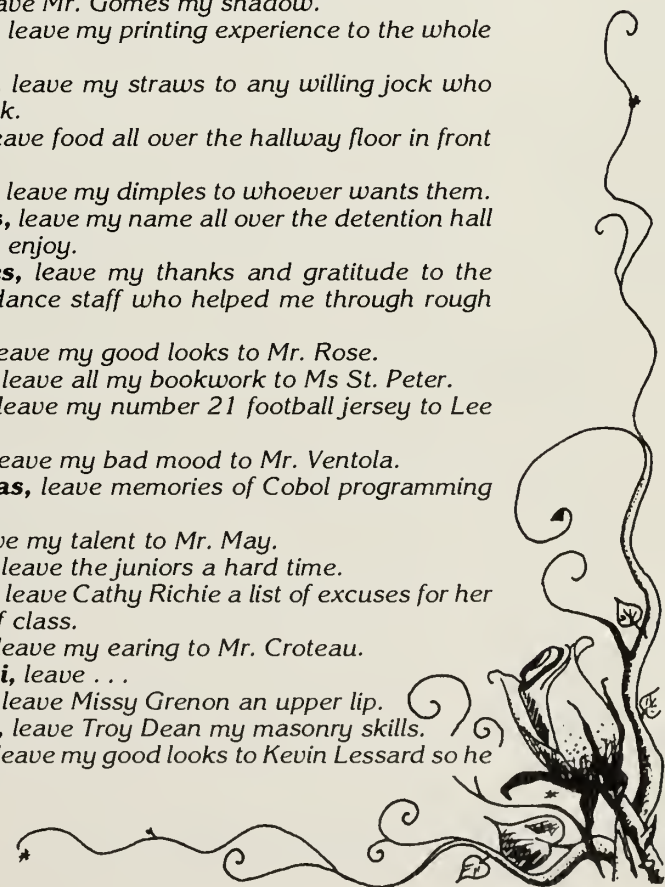 ave Mr. Gomes my shadow.
leave my printing experience to the whole
leave my straws to any willing jock who
k.
eave food all over the hallway floor in front
leave my dimples to whoever wants them.
s, leave my name all over the detention hall
enjoy.
es, leave my thanks and gratitude to the
dance staff who helped me through rough
eave my good looks to Mr. Rose.
leave all my bookwork to Ms St. Peter.
leave my number 21 football jersey to Lee
eave my bad mood to Mr. Ventola.
as, leave memories of Cobol programming
ve my talent to Mr. May.
leave the juniors a hard time.
leave Cathy Richie a list of excuses for her
f class.
leave my earing to Mr. Croteau.
i, leave . . .
leave Missy Grenon an upper lip.
, leave Troy Dean my masonry skills.
leave my good looks to Kevin Lessard so he